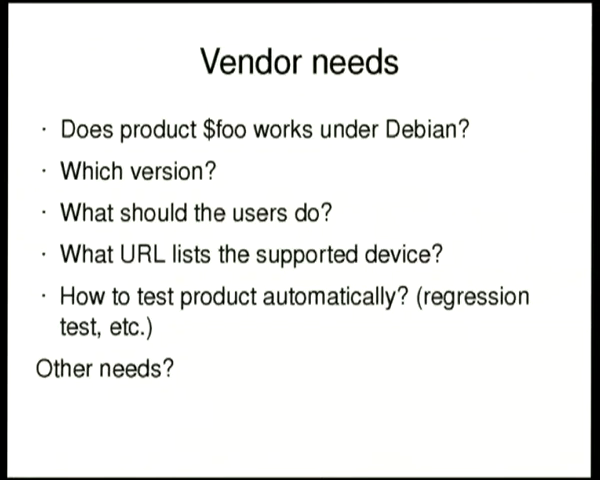 Vendor needs
· Does product $foo works under Debian?
· Which version?
· What should the users do?
· What URL lists the supported device?
· How to test product automatically? (regression
test, etc.)
Other needs?